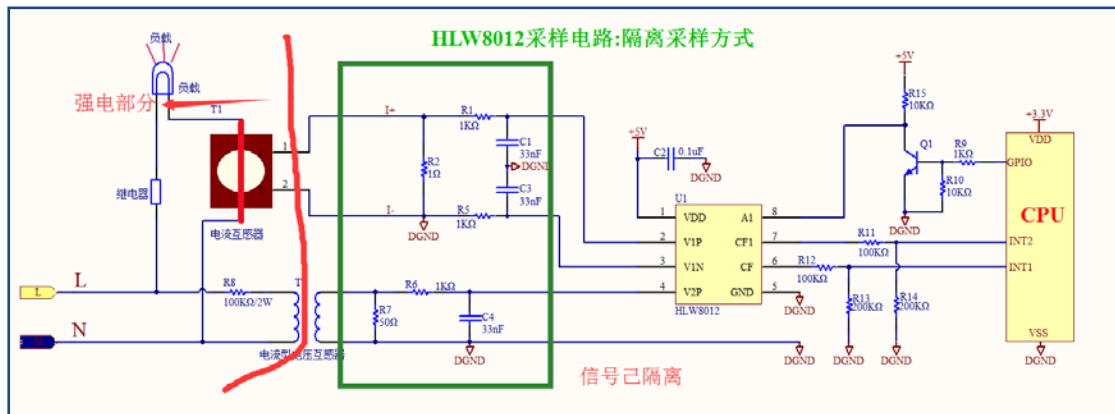 HLW8012采样电路:隔离采样方式
负载
负载
强电部分
T1
1
2
继电器
电流互感器
L
L
N
R8
100KΩ/2W
T
电流型电压互感器
I+
I-
R1
1KΩ
R2
1Ω
C1
33nF
DGND
C3
33nF
R5
1KΩ
DGND
R6
1KΩ
R7
50Ω
C4
33nF
DGND
信号己隔离
+5V
C2
0.1uF
DGND
U1
1
VDD
2
V1P
3
V1N
4
V2P
A1
8
CF1
7
CF
6
GND
5
HLW8012
DGND
DGND
+5V
R15
10KΩ
Q1
R9
1KΩ
R10
10KΩ
DGND
R11
100KΩ
R12
100KΩ
R13
200KΩ
R14
200KΩ
DGND
DGND
+3.3V
VDD
GPIO
CPU
INT2
INT1
VSS
DGND